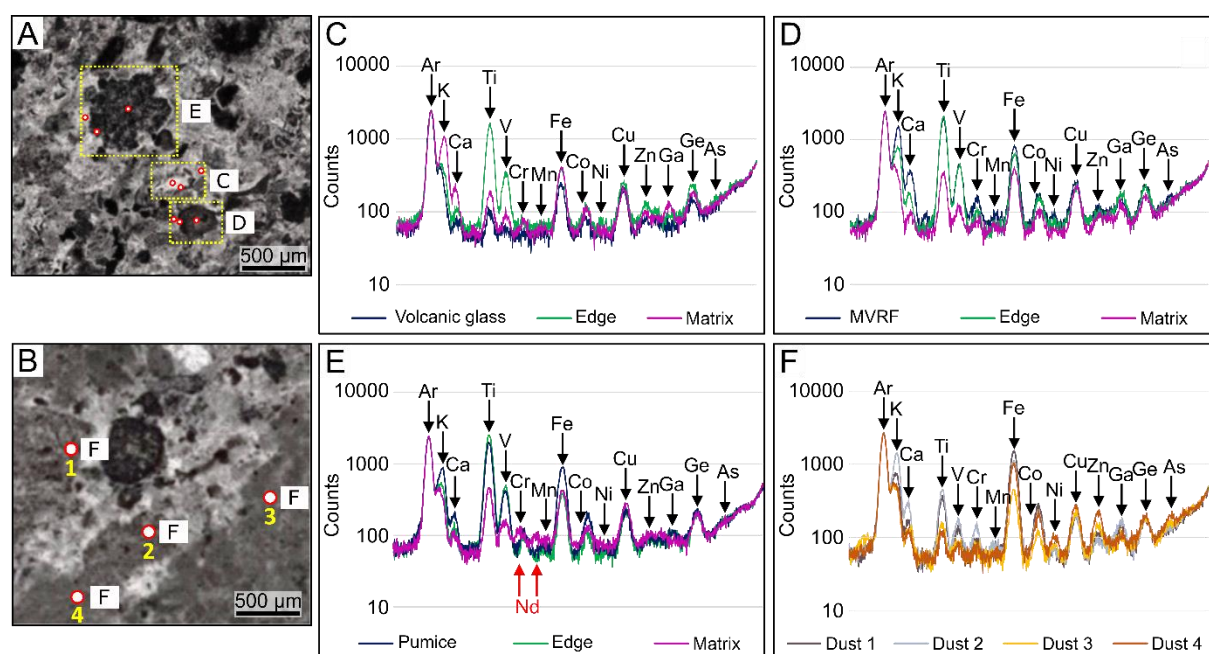 A
E
C
D
500 µm
C
Counts
10000
1000
100
10
Ar
K
Ca
Ti
V
Cr
Mn
Fe
Co
Ni
Cu
Zn
Ga
Ge
As
Volcanic glass Edge Matrix
D
Counts
10000
1000
100
10
Ar
K
Ca
Ti
V
Cr
Mn
Fe
Co
Ni
Cu
Zn
Ga
Ge
As
MVRF Edge Matrix
B
F
1
F
2
F
3
F
4
500 µm
E
Counts
10000
1000
100
10
Ar
K
Ca
Ti
V
Cr
Mn
Fe
Co
Ni
Cu
Zn
Ga
Ge
As
Nd
Pumice Edge Matrix
F
Counts
10000
1000
100
10
Ar
K
Ca
Ti
V
Cr
Mn
Fe
Co
Ni
Cu
Zn
Ga
Ge
As
Dust 1 Dust 2 Dust 3 Dust 4